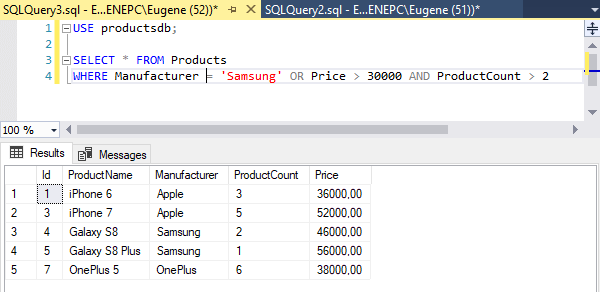 SQLQuery3.sql - E...ENEPC\Eugene (52))* SQLQuery2.sql - E...ENEPC\Eugene (51))*
1 USE productsdb;
2
3 SELECT * FROM Products
4 WHERE Manufacturer = 'Samsung' OR Price > 30000 AND ProductCount > 2
100 %
Results Messages
Id ProductName Manufacturer ProductCount Price
1 1 iPhone 6 Apple 3 36000,00
2 3 iPhone 7 Apple 5 52000,00
3 4 Galaxy S8 Samsung 2 46000,00
4 5 Galaxy S8 Plus Samsung 1 56000,00
5 7 OnePlus 5 OnePlus 6 38000,00